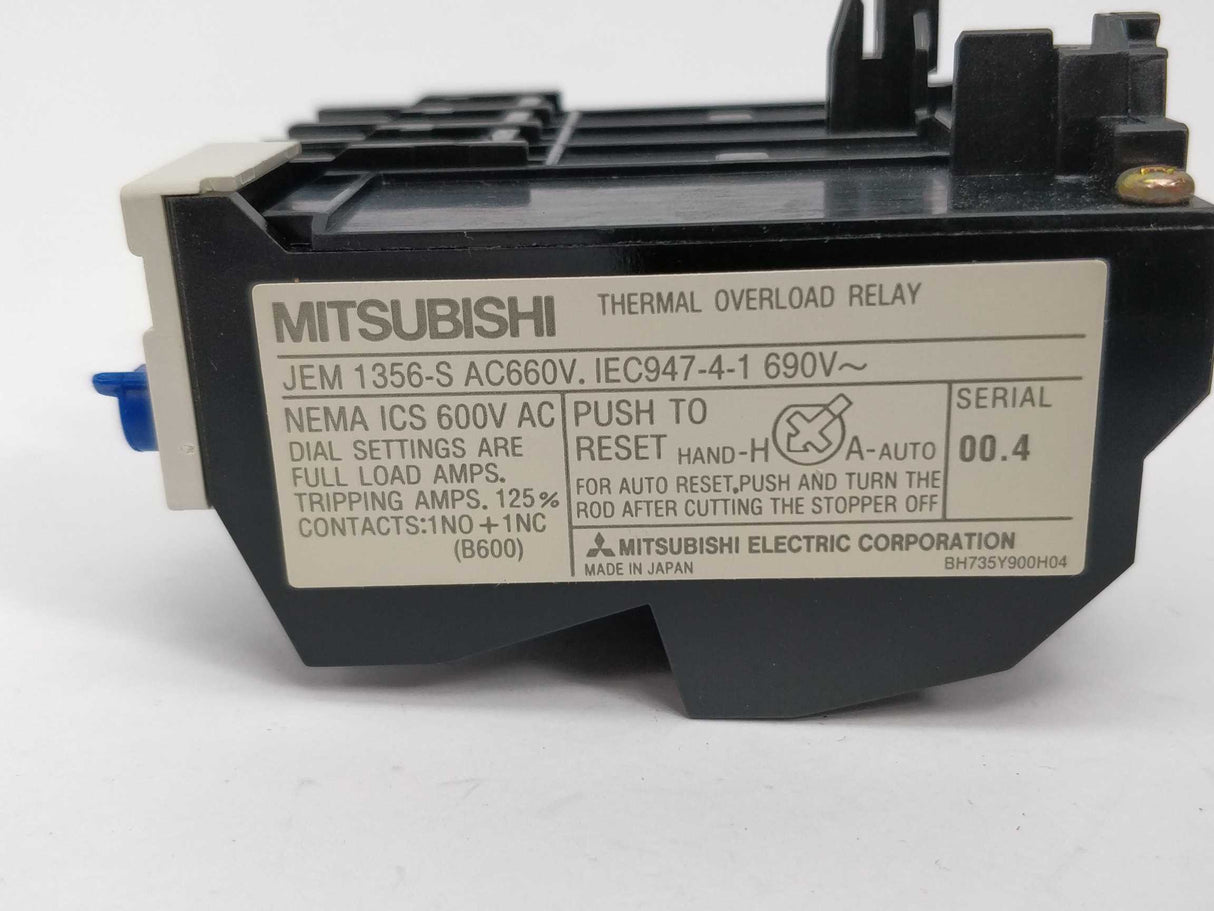 MITSUBISHI THERMAL OVERLOAD RELAY
JEM 1356-S AC660V. IEC947-4-1 690V~
NEMA ICS 600V AC
DIAL SETTINGS ARE
FULL LOAD AMPS.
TRIPPING AMPS. 125%
CONTACTS:1NO+1NC
(B600)
PUSH TO
RESET HAND-H A-AUTO
FOR AUTO RESET,PUSH AND TURN THE
ROD AFTER CUTTING THE STOPPER OFF
SERIAL
00.4
MITSUBISHI ELECTRIC CORPORATION
MADE IN JAPAN BH735Y900H04